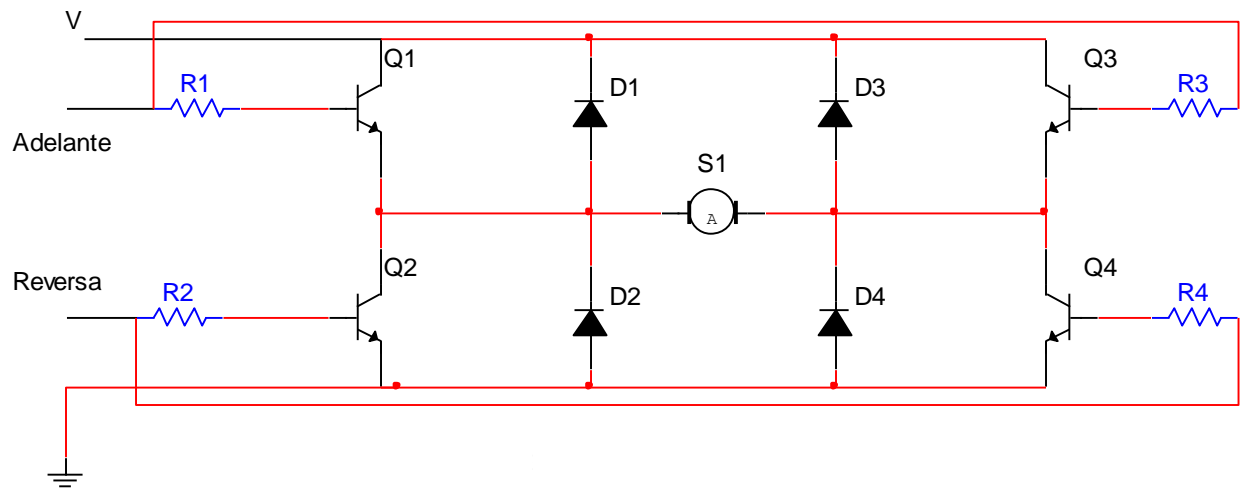 V
Q1
Q3
R1
D1
D3
R3
Adelante
S1
A
Reversa
Q2
Q4
R2
D2
D4
R4